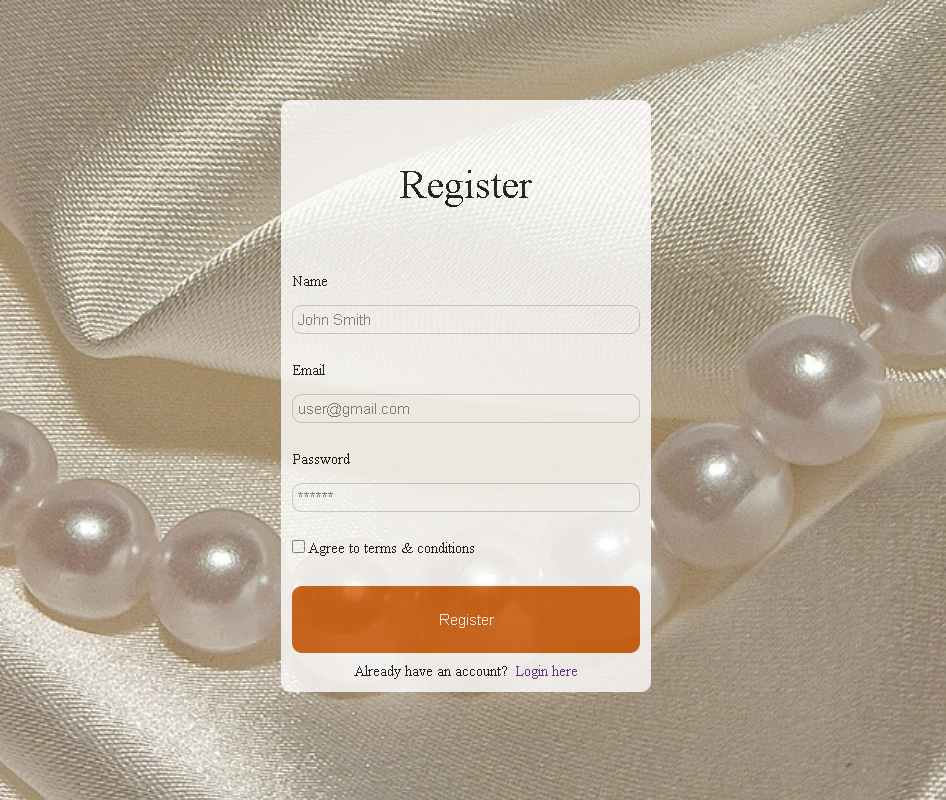 Register
Name
John Smith
Email
user@gmail.com
Password
******
Agree to terms & conditions
Register
Already have an account? Login here